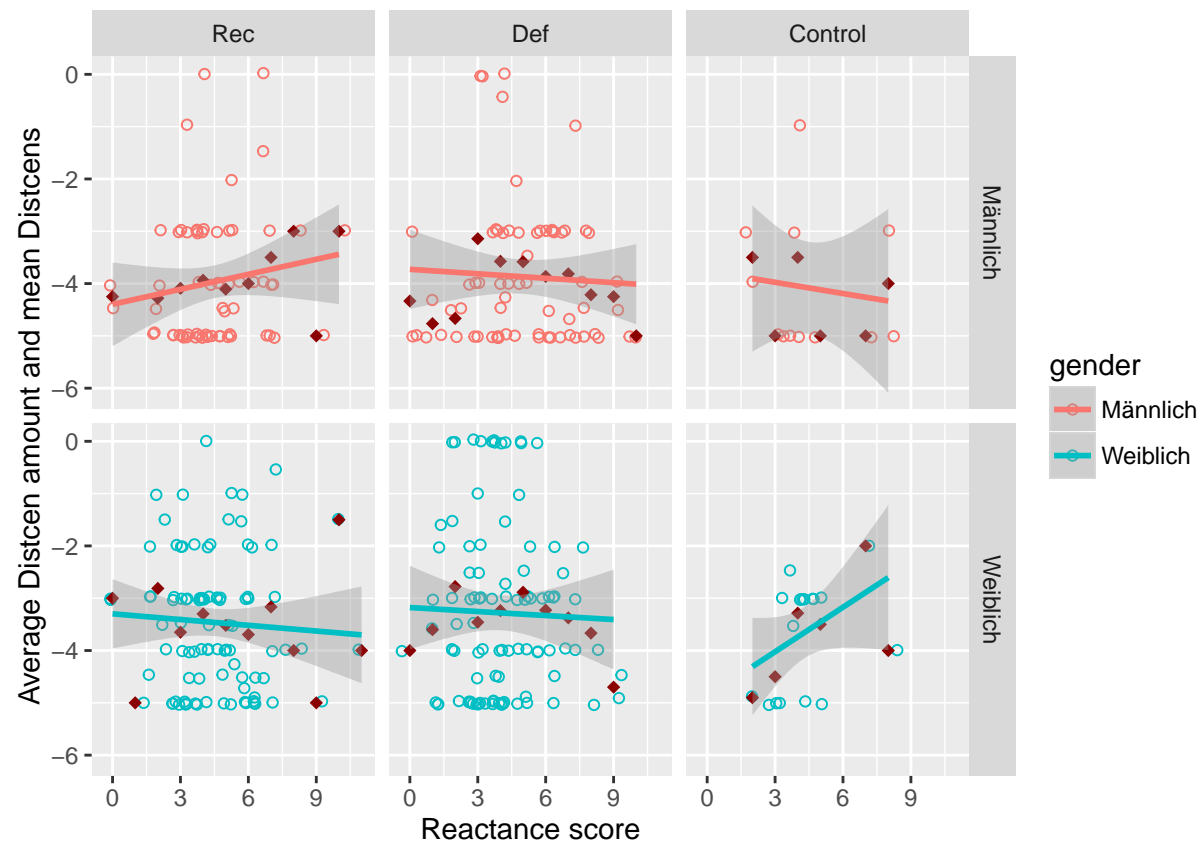 Rec Def Control
0
−2
−4
−6
Männlich
0
−2
−4
−6
Weiblich
0 3 6 9 0 3 6 9 0 3 6 9
Reactance score
Average Distcen amount and mean Distcens
gender
Männlich
Weiblich